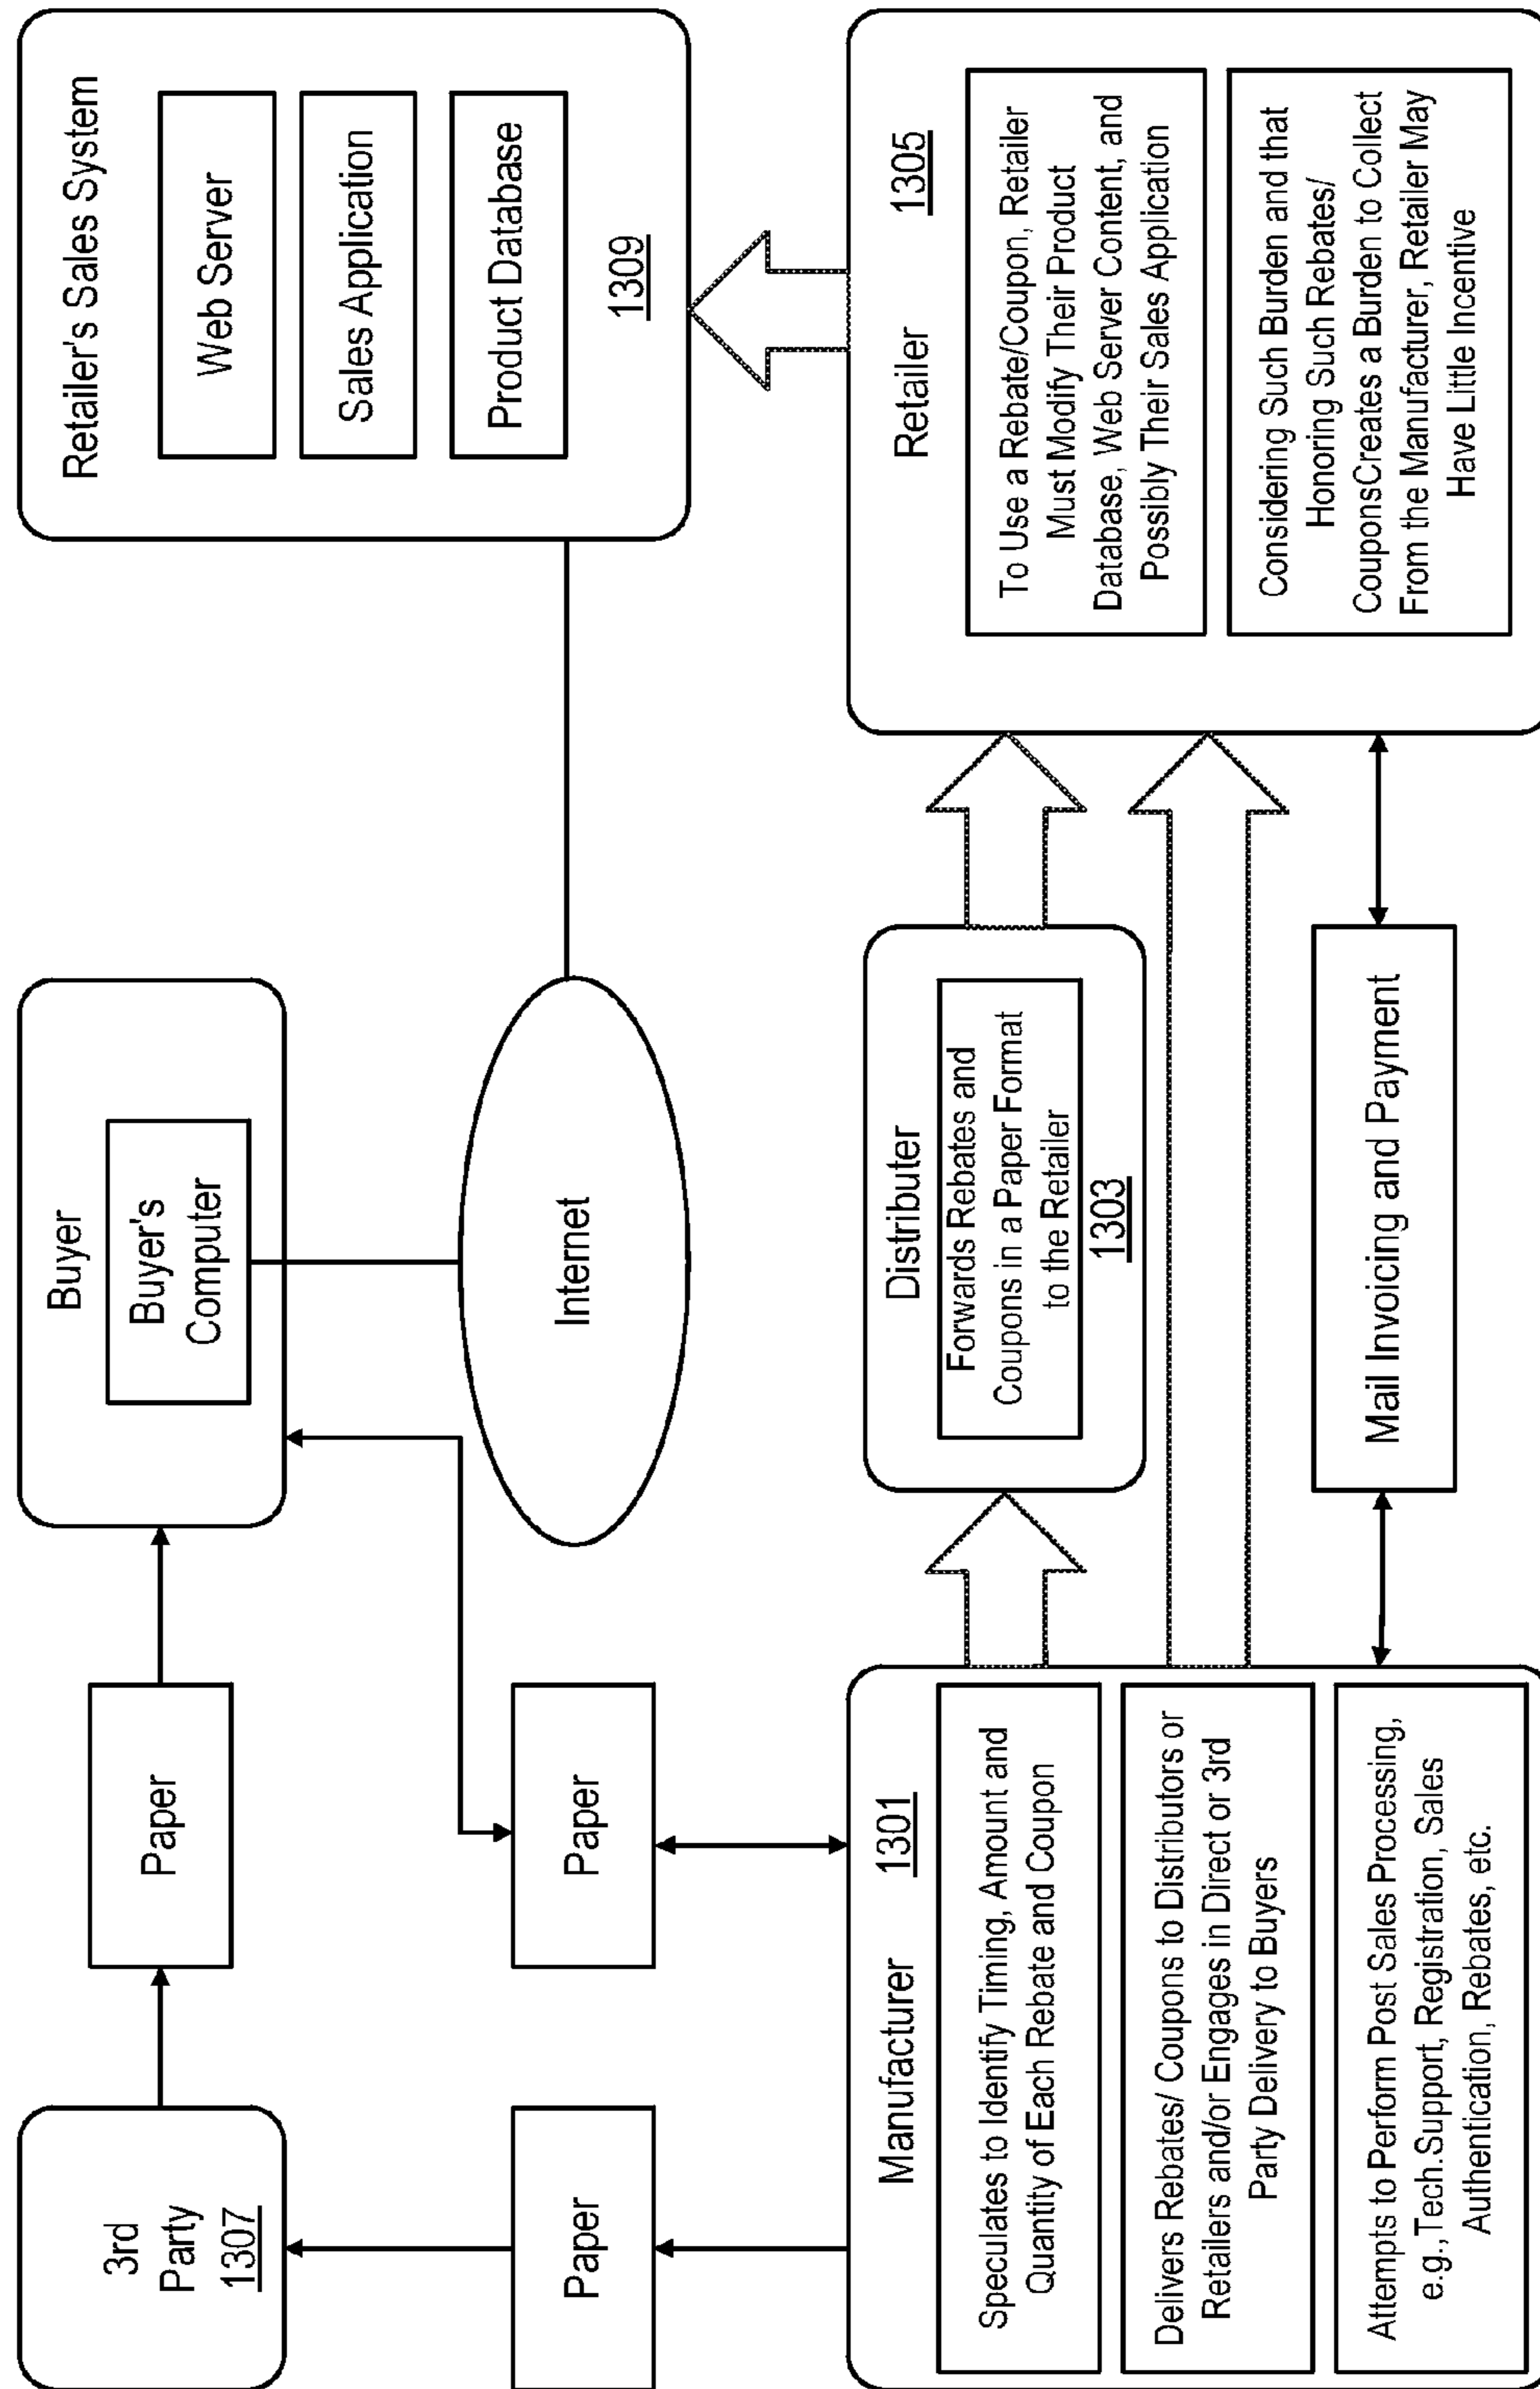 3rd
Party
1307
Paper
Buyer
Buyer's
Computer
Retailer's Sales System
Web Server
Sales Application
Product Database
1309
Paper
Paper
Internet
Manufacturer 1301
Speculates to Identify Timing, Amount and
Quantity of Each Rebate and Coupon
Delivers Rebates/ Coupons to Distributors or
Retailers and/or Engages in Direct or 3rd
Party Delivery to Buyers
Attempts to Perform Post Sales Processing,
e.g.,Tech.Support, Registration, Sales
Authentication, Rebates, etc.
Distributer
Forwards Rebates and
Coupons in a Paper Format
to the Retailer
1303
Mail Invoicing and Payment
Retailer 1305
To Use a Rebate/Coupon, Retailer
Must Modify Their Product
Database, Web Server Content, and
Possibly Their Sales Application
Considering Such Burden and that
Honoring Such Rebates/
CouponsCreates a Burden to Collect
From the Manufacturer, Retailer May
Have Little Incentive